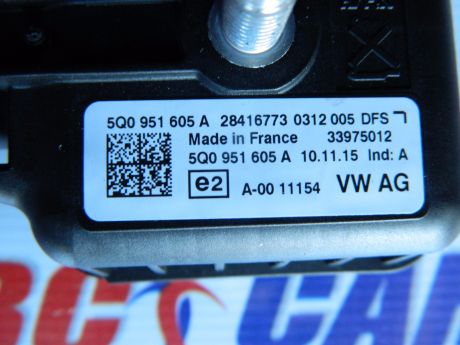 5Q0 951 605 A 28416773 0312 005 DFS
Made in France 33975012
5Q0 951 605 A 10.11.15 Ind: A
e2 A-00 11154 VW AG